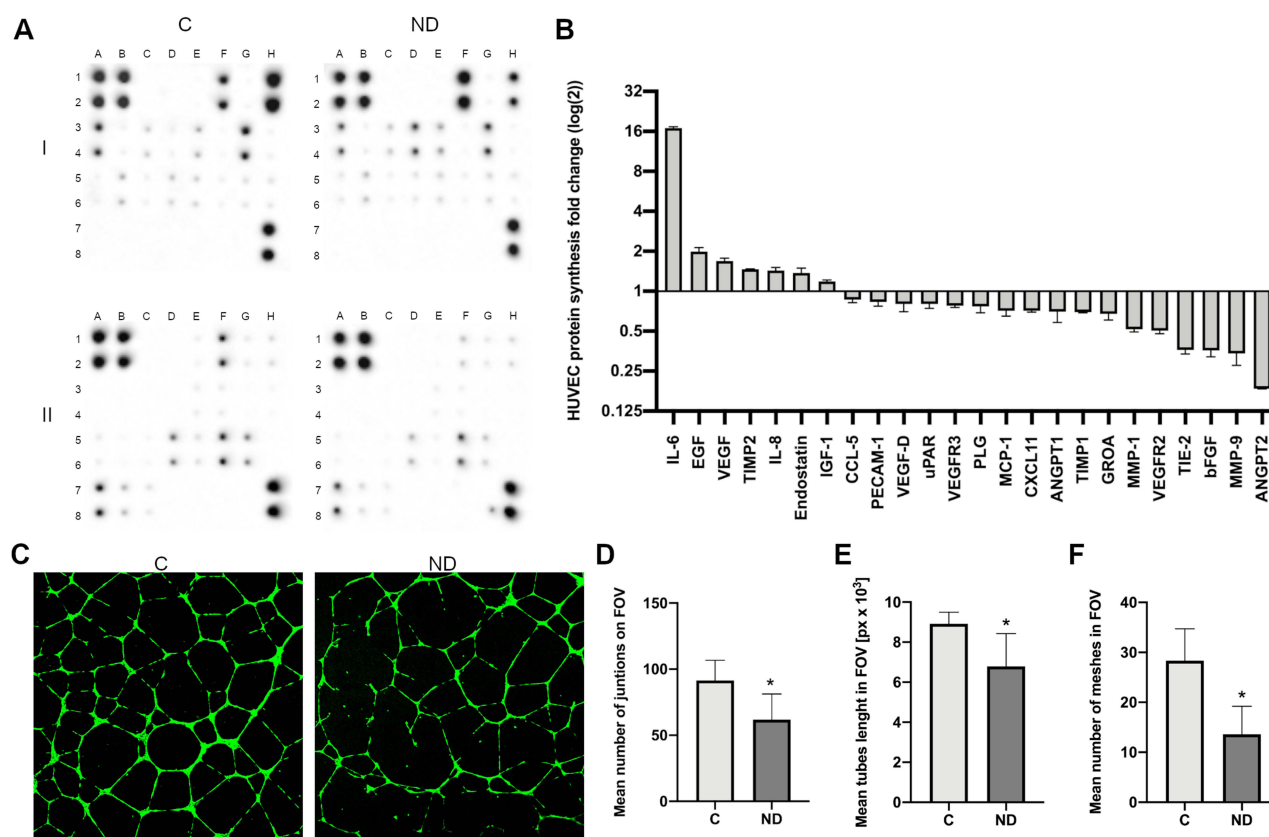 A
C
ND
A B C D E F G H
A B C D E F G H
1
2
3
4
5
6
7
8
1
2
3
4
5
6
7
8
I
A B C D E F G H
A B C D E F G H
1
2
3
4
5
6
7
8
1
2
3
4
5
6
7
8
II
B
HUVEC protein synthesis fold change (log(2))
32
16
8
4
2
1
0.5
0.25
0.125
IL-6
EGF
VEGF
TIMP2
IL-8
Endostatin
IGF-1
CCL-5
PECAM-1
VEGF-D
uPAR
VEGFR3
PLG
MCP-1
CXCL11
ANGPT1
TIMP1
GROA
MMP-1
VEGFR2
TIE-2
bFGF
MMP-9
ANGPT2
C
C
ND
D
Mean number of juntions on FOV
150
100
50
0
*
C ND
E
Mean tubes lenght in FOV [px x 10³]
10
8
6
4
2
0
*
C ND
F
Mean number of meshes in FOV
40
30
20
10
0
*
C ND